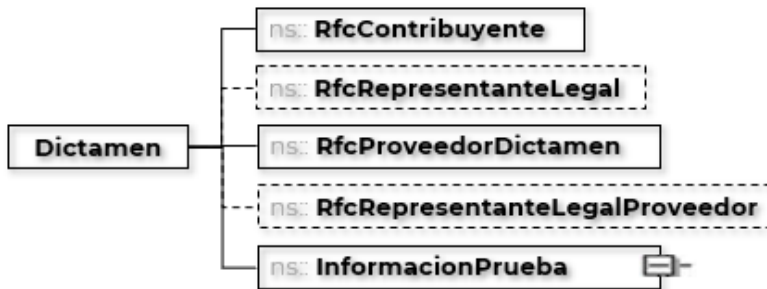 ns:: RfcContribuyente
ns:: RfcRepresentanteLegal
Dictamen
ns:: RfcProveedorDictamen
ns:: RfcRepresentanteLegalProveedor
ns:: InformacionPrueba